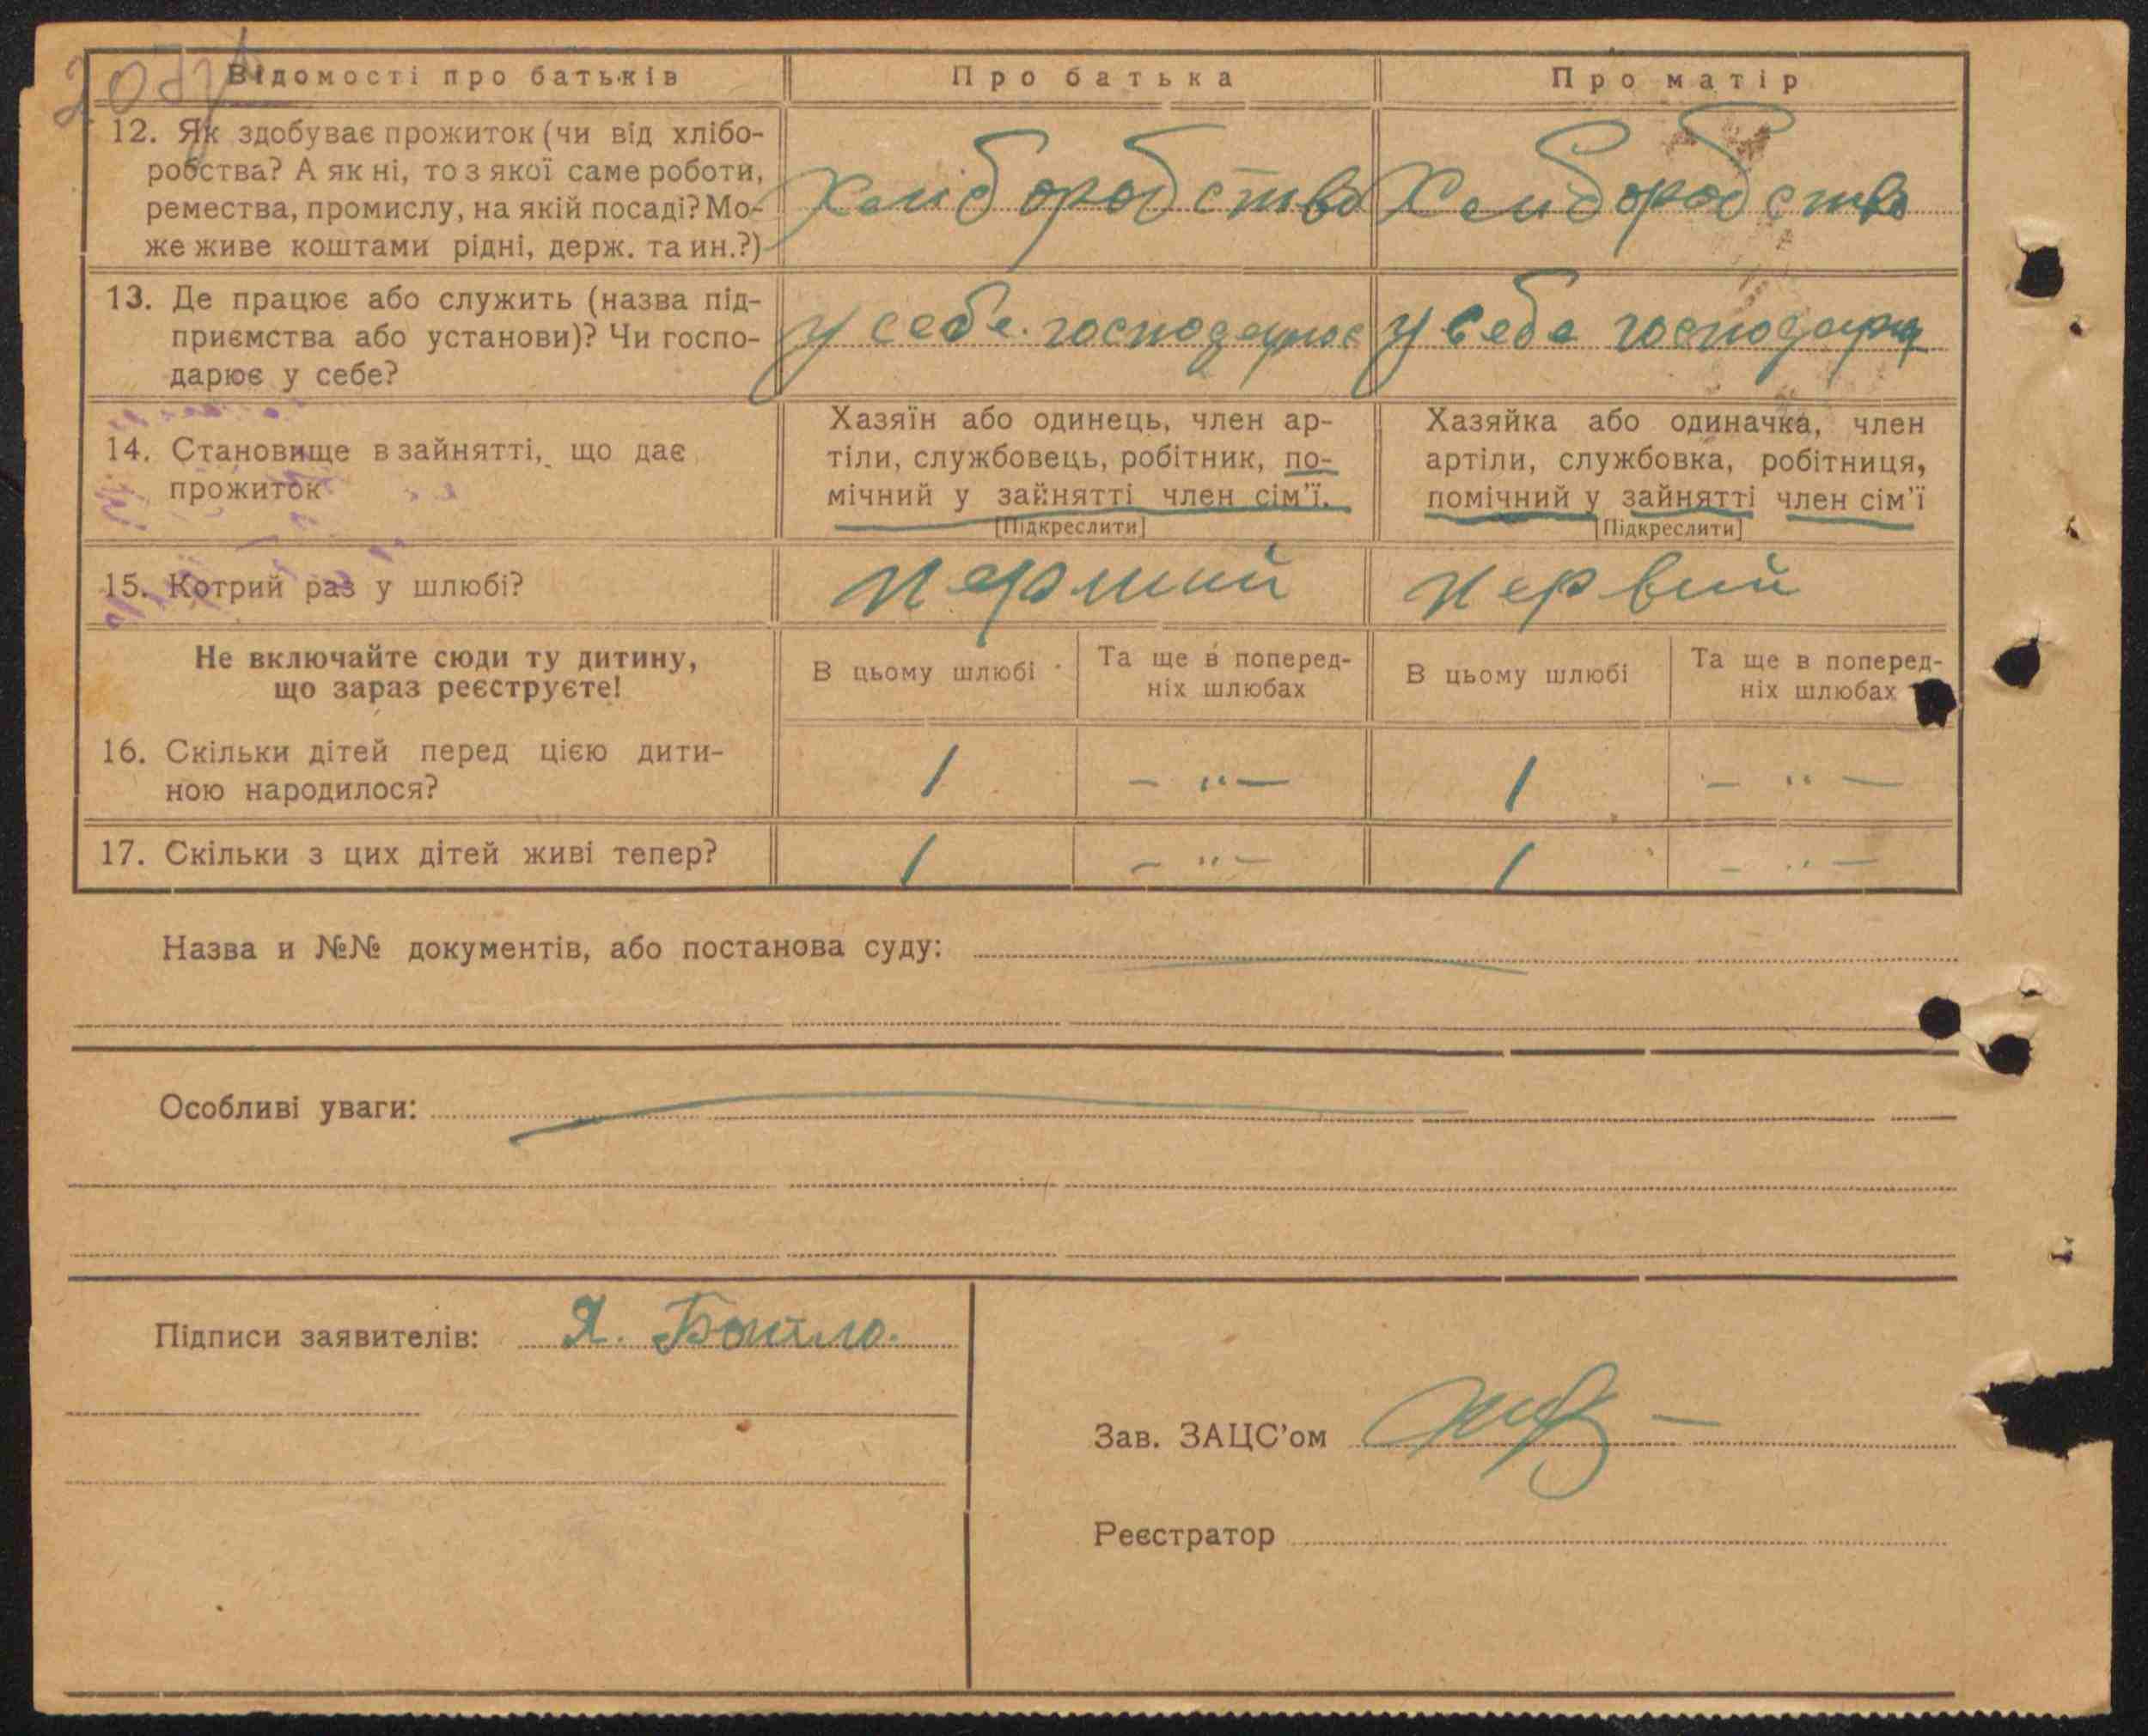 Відомості про батьків Про батька Про матір
12. Як здобуває прожиток (чи від хлібо-
робства? А як ні, то з якої саме роботи,
ремества, промислу, на якій посаді? Мо-
же живе коштами рідні, держ. та ин.?)
Хлиборобство Хлиборобство
13. Де працює або служить (назва під-
приємства або установи)? Чи госпо-
дарює у себе?
у себе господарює у себе господарує
14. Становище в зайнятті, що дає
прожиток
Хазяїн або одинець, член ар-
тіли, службовець, робітник, по-
мічний у зайнятті член сім'ї.
[Підкреслити]
Хазяйка або одиначка, член
артіли, службовка, робітниця,
помічний у зайнятті член сім'ї
[Підкреслити]
15. Котрий раз у шлюбі? перший первий
Не включайте сюди ту дитину,
що зараз реєструєте!
В цьому шлюбі
Та ще в поперед-
ніх шлюбах
В цьому шлюбі
Та ще в поперед-
ніх шлюбах
16. Скільки дітей перед цією дити-
ною народилося?
1 — „ — 1 — „ —
17. Скільки з цих дітей живі тепер? 1 — „ — 1 — „ —
Назва и №№ документів, або постанова суду:
Особливі уваги:
Підписи заявителів: Я.
Зав. ЗАЦС'ом
Реєстратор